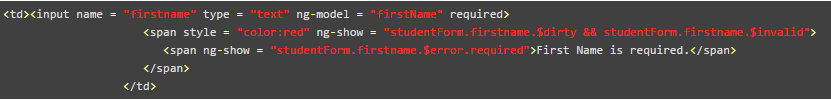 <td><input name = "firstname" type = "text" ng-model = "firstName" required>
<span style = "color:red" ng-show = "studentForm.firstname.$dirty && studentForm.firstname.$invalid">
<span ng-show = "studentForm.firstname.$error.required">First Name is required.</span>
</span>
</td>